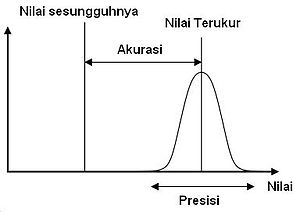 Nilai sesungguhnya
Nilai Terukur
Akurasi
Nilai
Presisi